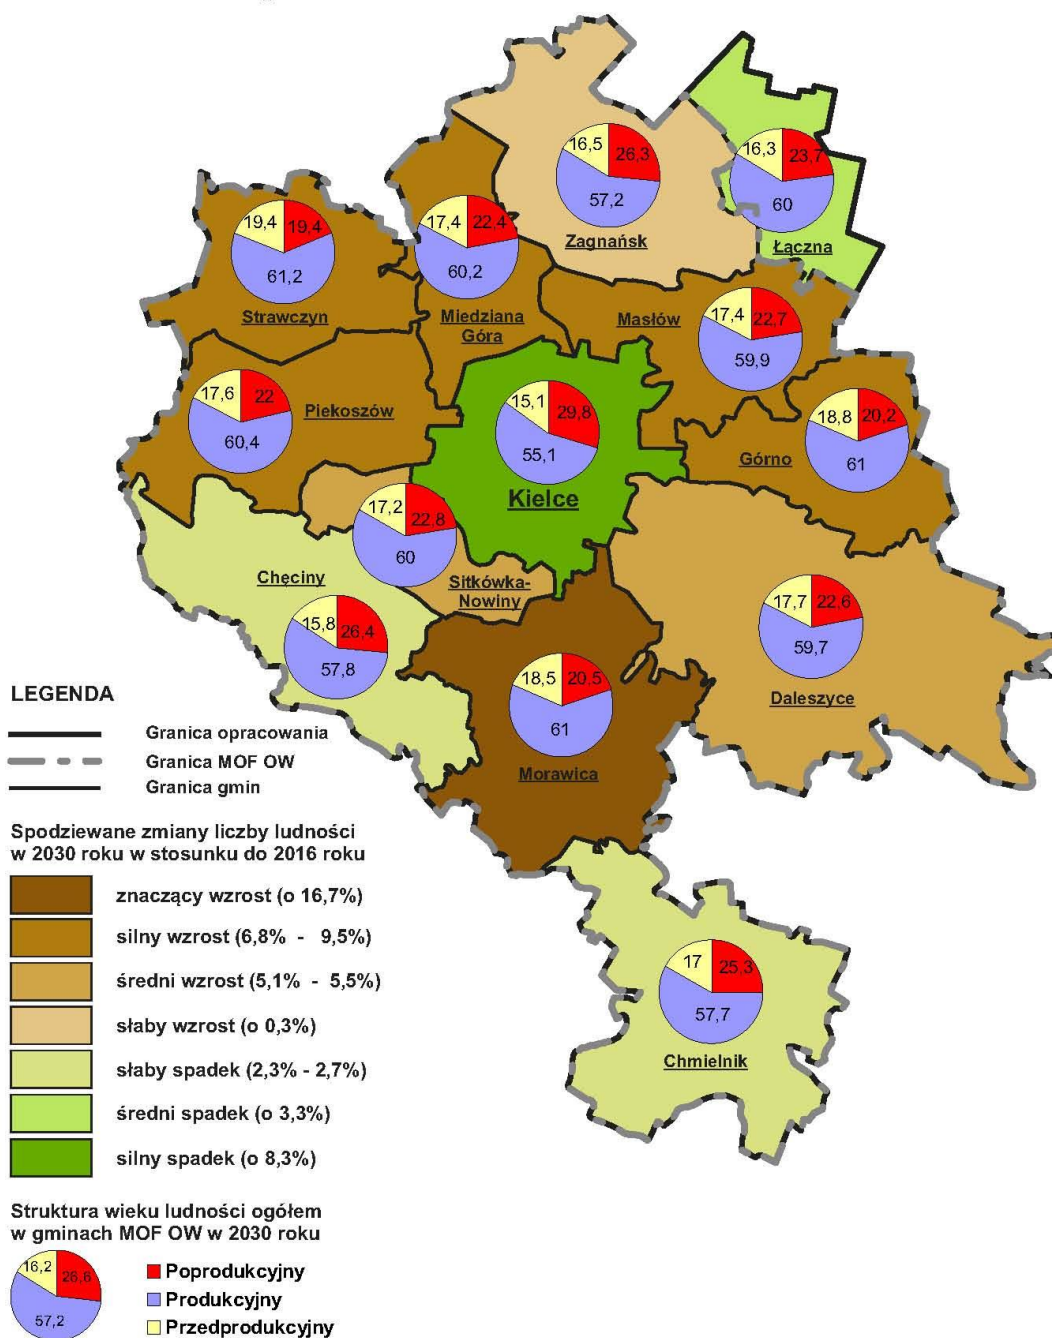 16,5
26,3
57,2
Zagnańsk
16,3
23,7
60
Łączna
19,4
19,4
61,2
Strawczyn
17,4
22,4
60,2
Miedziana
Góra
Masłów
17,4
22,7
59,9
17,6
22
60,4
Piekoszów
15,1
29,8
55,1
Kielce
18,8
20,2
61
Górno
17,2
22,8
60
Sitkówka-
Nowiny
Chęciny
15,8
26,4
57,8
17,7
22,6
59,7
Daleszyce
18,5
20,5
61
Morawica
17
25,3
57,7
Chmielnik
LEGENDA
Granica opracowania
Granica MOF OW
Granica gmin
Spodziewane zmiany liczby ludności
w 2030 roku w stosunku do 2016 roku
znaczący wzrost (o 16,7%)
silny wzrost (6,8% - 9,5%)
średni wzrost (5,1% - 5,5%)
słaby wzrost (o 0,3%)
słaby spadek (2,3% - 2,7%)
średni spadek (o 3,3%)
silny spadek (o 8,3%)
Struktura wieku ludności ogółem
w gminach MOF OW w 2030 roku
16,2
26,6
57,2
Poprodukcyjny
Produkcyjny
Przedprodukcyjny